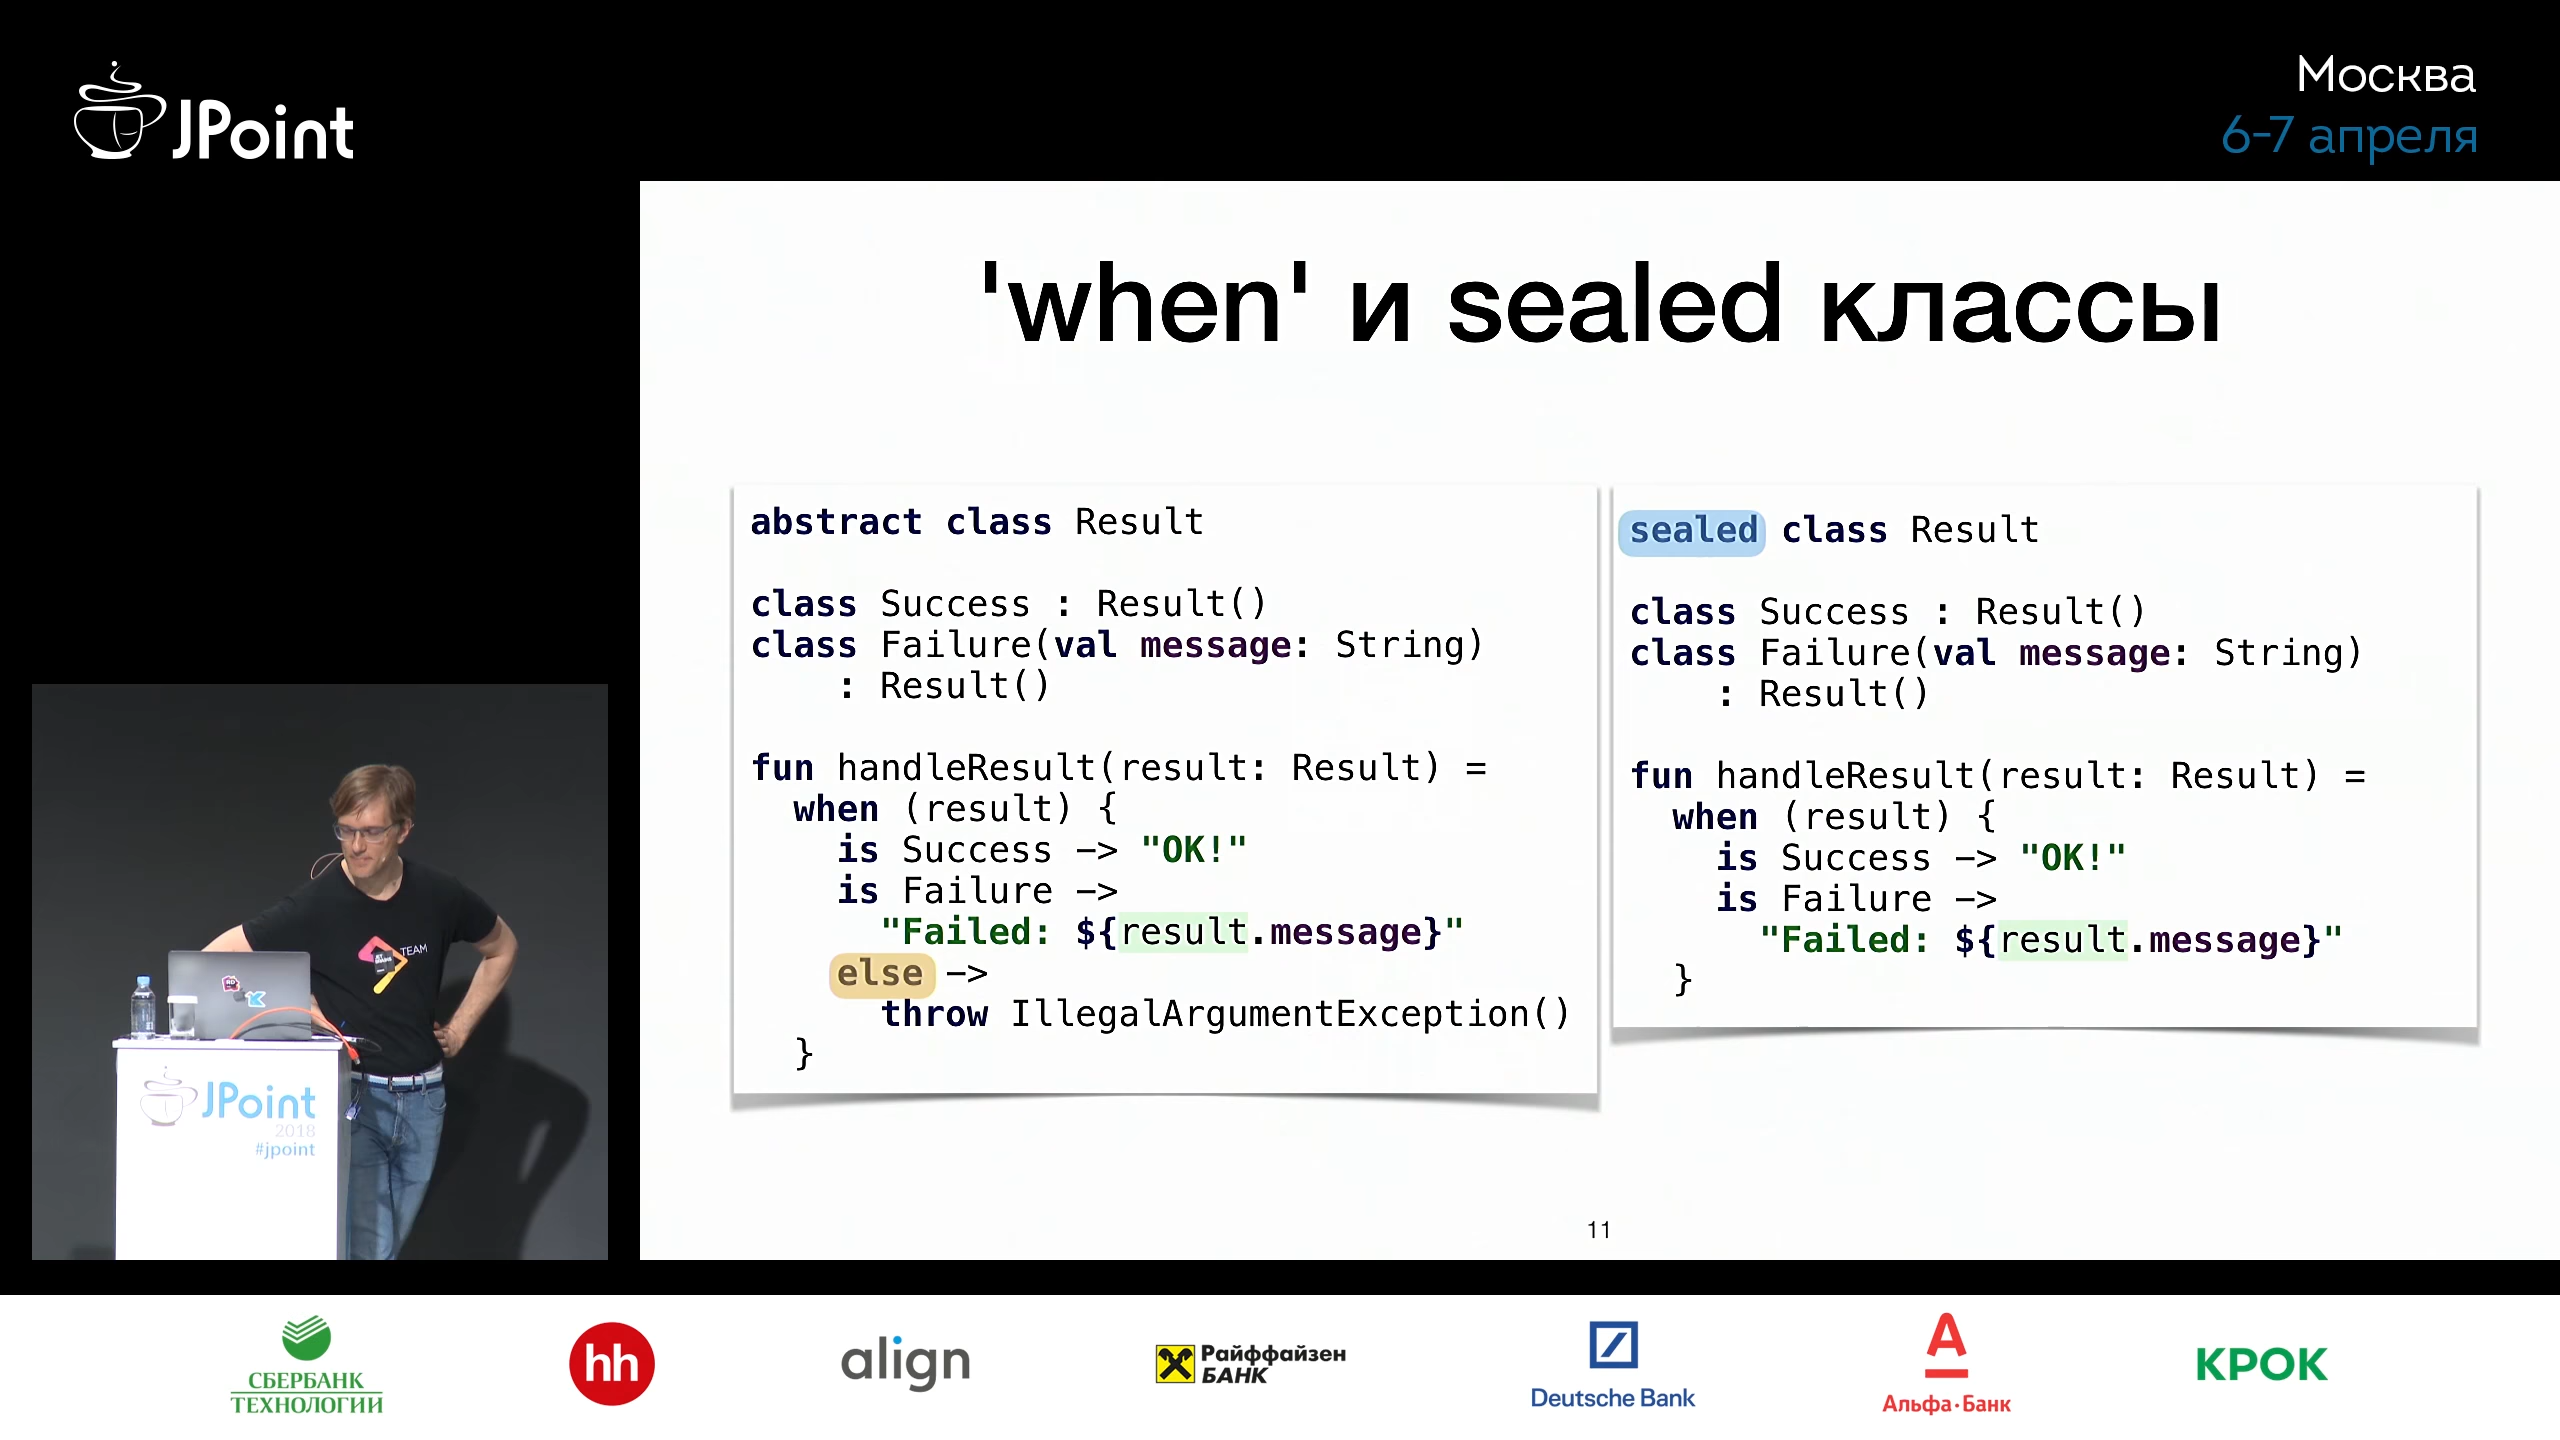 JPoint
Москва
6-7 апреля
'when' и sealed классы
abstract class Result
class Success : Result()
class Failure(val message: String)
    : Result()
fun handleResult(result: Result) =
  when (result) {
    is Success –> "OK!"
    is Failure –>
      "Failed: ${result.message}"
    else –>
      throw IllegalArgumentException()
  }
sealed class Result
class Success : Result()
class Failure(val message: String)
    : Result()
fun handleResult(result: Result) =
  when (result) {
    is Success –> "OK!"
    is Failure –>
      "Failed: ${result.message}"
  }
11
TEAM
RD
JPoint
2018
#jpoint
СБЕРБАНК
ТЕХНОЛОГИИ
hh
align
Райффайзен
БАНК
Deutsche Bank
А
Альфа·Банк
КРОК